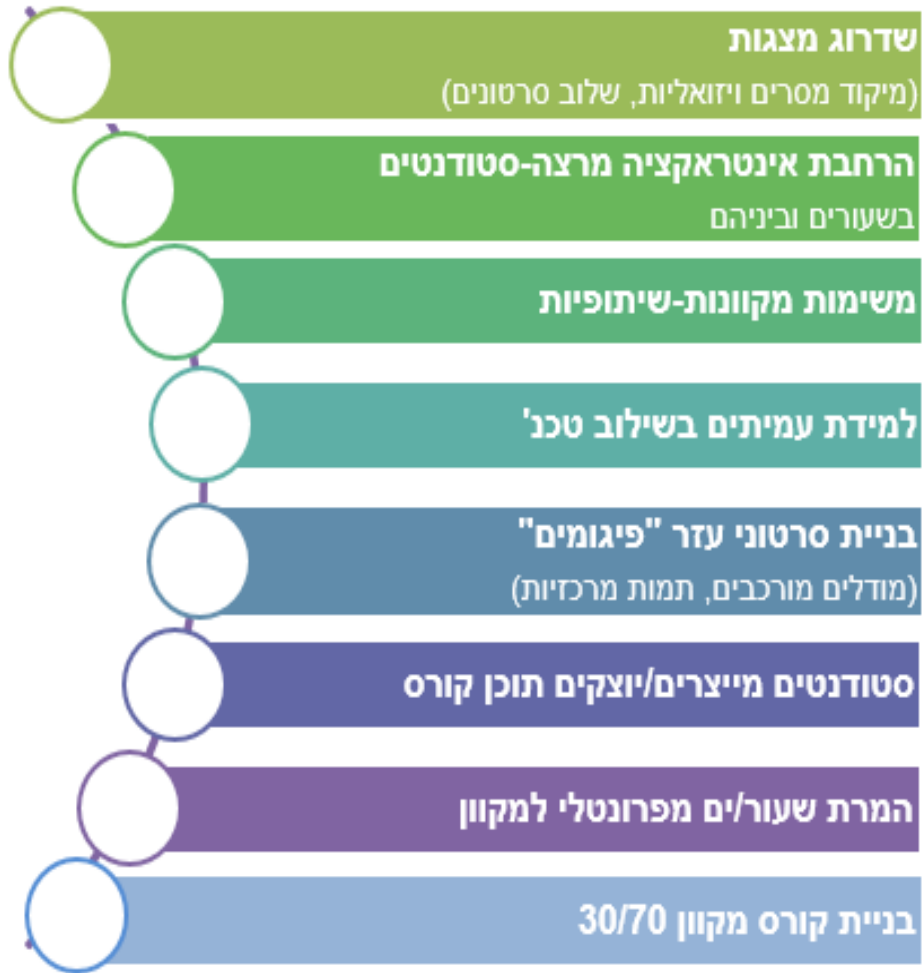 שדרוג מצגות
(מיקוד מסרים ויזואליות, שלוב סרטונים)
הרחבת אינטראקציה מרצה-סטודנטים
בשעורים וביניהם
משימות מקוונות-שיתופיות
למידת עמיתים בשילוב טכנ'
בניית סרטוני עזר "פיגומים"
(מודלים מורכבים, תמות מרכזיות)
סטודנטים מייצרים/יוצקים תוכן קורס
המרת שעור/ים מפרונטלי למקוון
בניית קורס מקוון 30/70